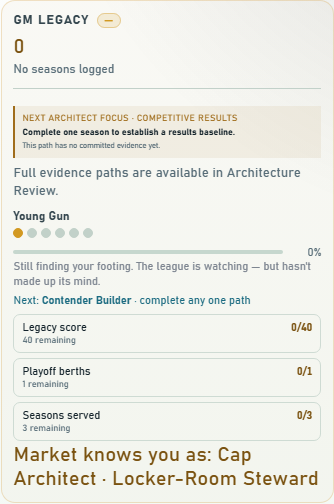 GM LEGACY —
0
No seasons logged
NEXT ARCHITECT FOCUS · COMPETITIVE RESULTS
Complete one season to establish a results baseline.
This path has no committed evidence yet.
Full evidence paths are available in Architecture
Review.
Young Gun
0%
Still finding your footing. The league is watching — but hasn't
made up its mind.
Next: Contender Builder · complete any one path
Legacy score 0/40
40 remaining
Playoff berths 0/1
1 remaining
Seasons served 0/3
3 remaining
Market knows you as: Cap
Architect · Locker-Room Steward